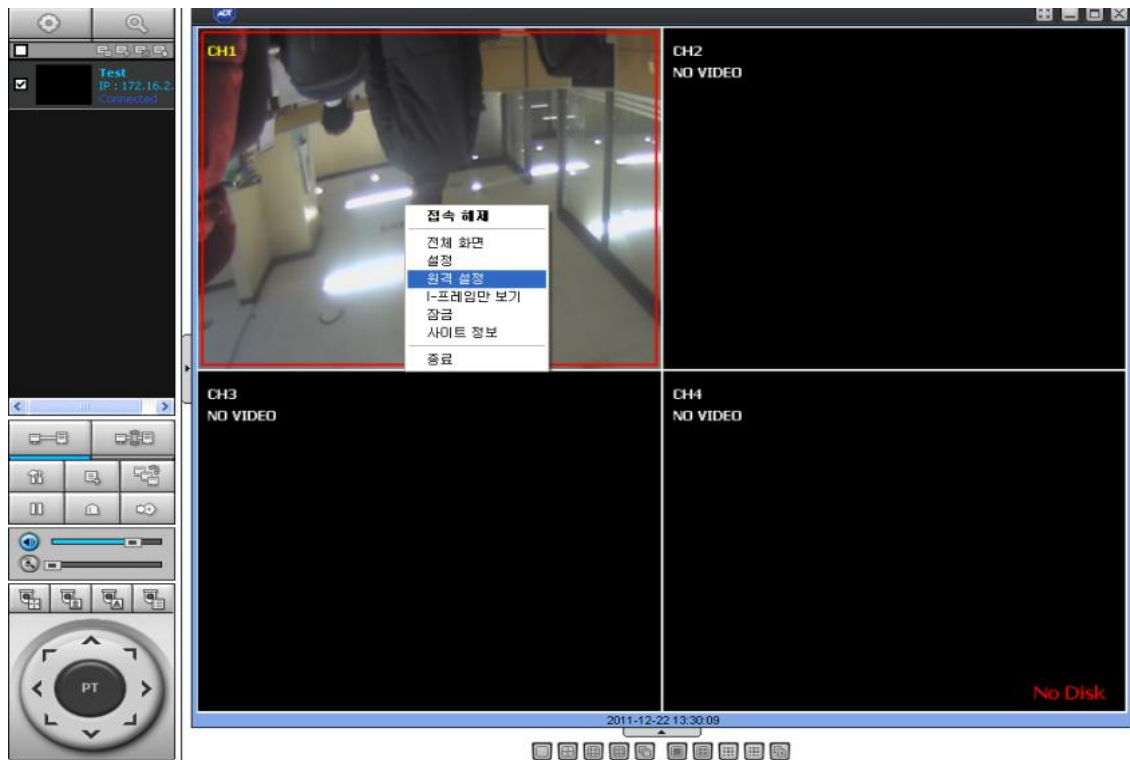 ADT
Test
IP : 172.16.2.
Connected
CH1
CH2
NO VIDEO
접속 해제
전체 화면
설정
원격 설정
I-프레임만 보기
잠금
사이트 정보
종료
CH3
NO VIDEO
CH4
NO VIDEO
PT
No Disk
2011-12-22 13:30:09